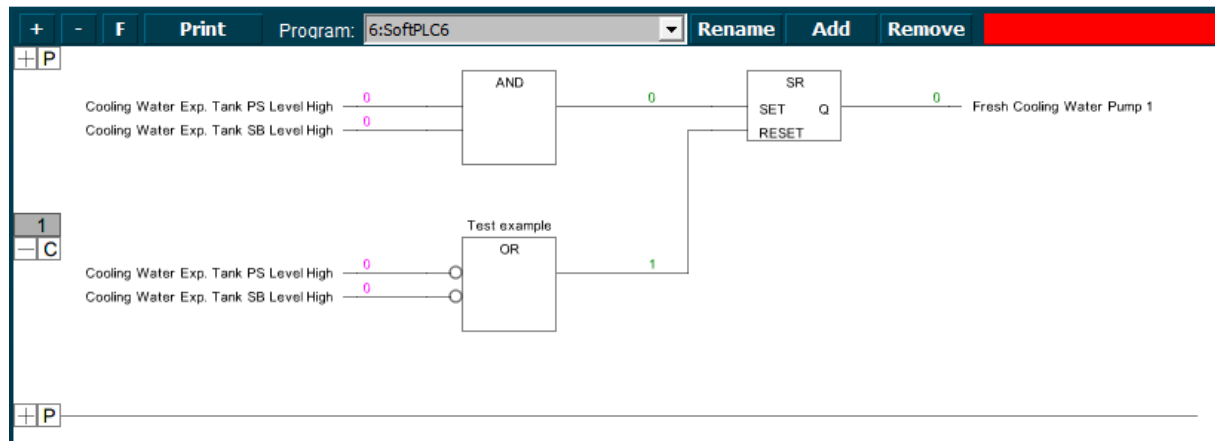 + - F Print Program: 6:SoftPLC6 Rename Add Remove
+ P
AND SR
Cooling Water Exp. Tank PS Level High 0 0 SET Q 0 Fresh Cooling Water Pump 1
Cooling Water Exp. Tank SB Level High 0 RESET
1 Test example
- C OR
Cooling Water Exp. Tank PS Level High 0 1
Cooling Water Exp. Tank SB Level High 0
+ P